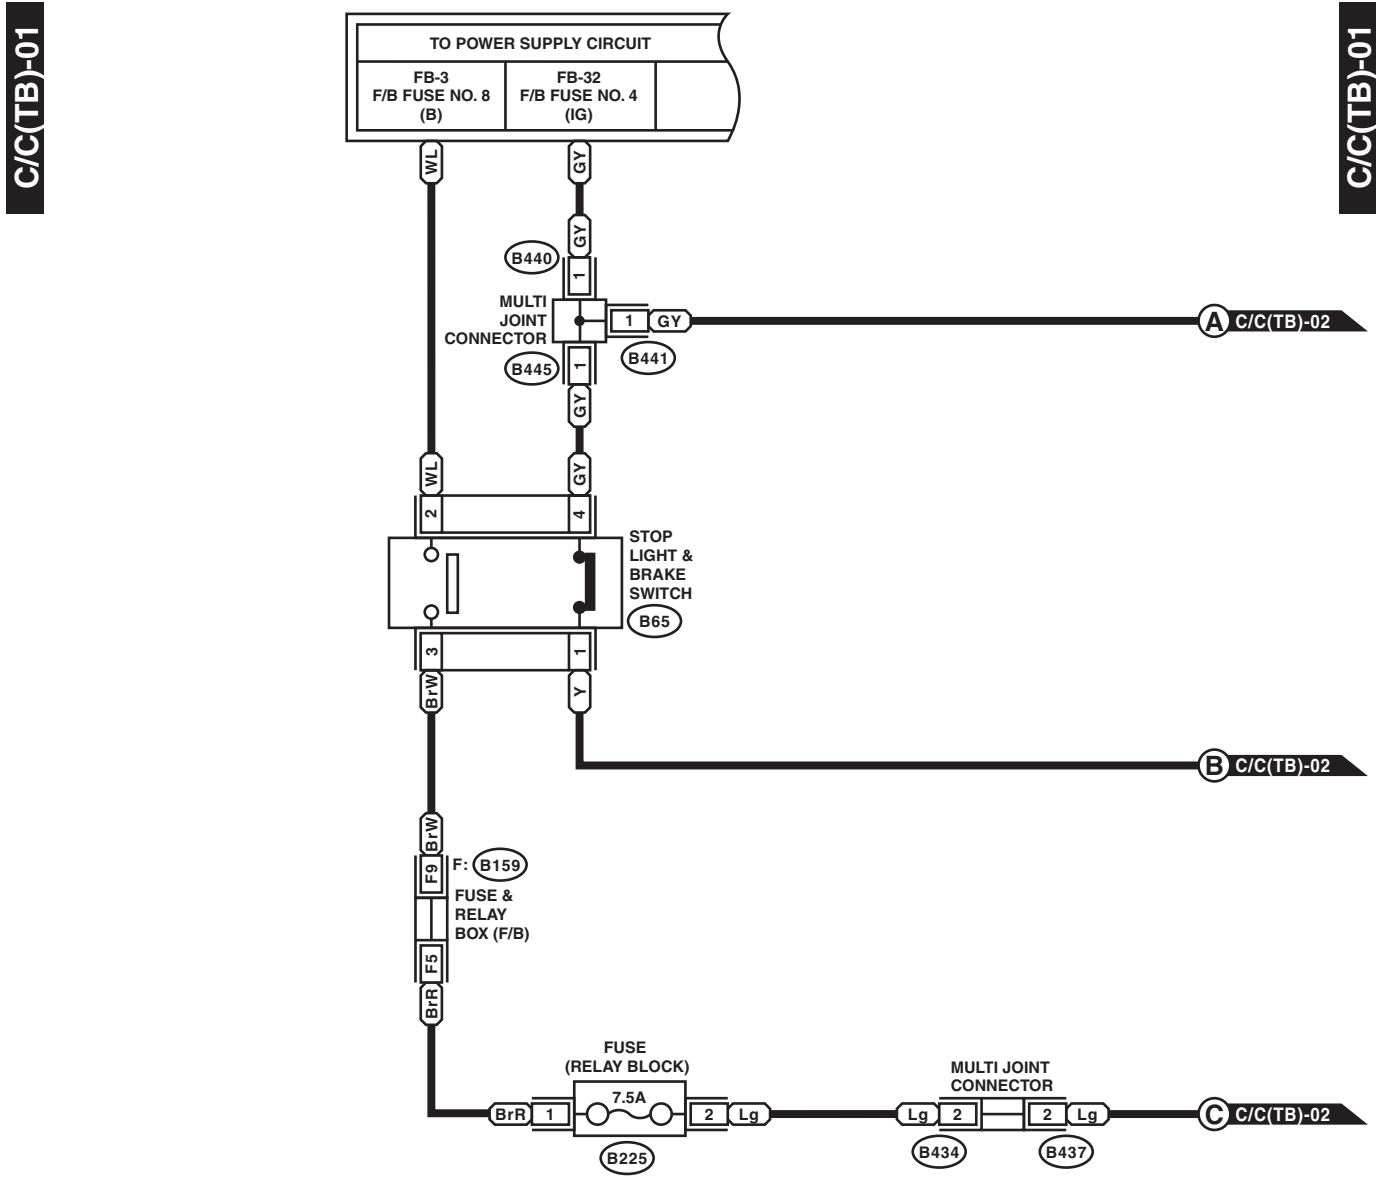 C/C(TB)-01
C/C(TB)-01
TO POWER SUPPLY CIRCUIT
FB-3
F/B FUSE NO. 8
(B)
FB-32
F/B FUSE NO. 4
(IG)
WL
GY
GY
B440
1
MULTI
JOINT
CONNECTOR
1
GY
A
C/C(TB)-02
B441
B445
1
GY
WL
GY
2
4
STOP
LIGHT &
BRAKE
SWITCH
B65
3
1
BrW
Y
B
C/C(TB)-02
BrW
F9
F:
B159
FUSE &
RELAY
BOX (F/B)
F5
BrR
FUSE
(RELAY BLOCK)
7.5A
BrR
1
2
Lg
B225
MULTI JOINT
CONNECTOR
Lg
2
2
Lg
B434
B437
C
C/C(TB)-02